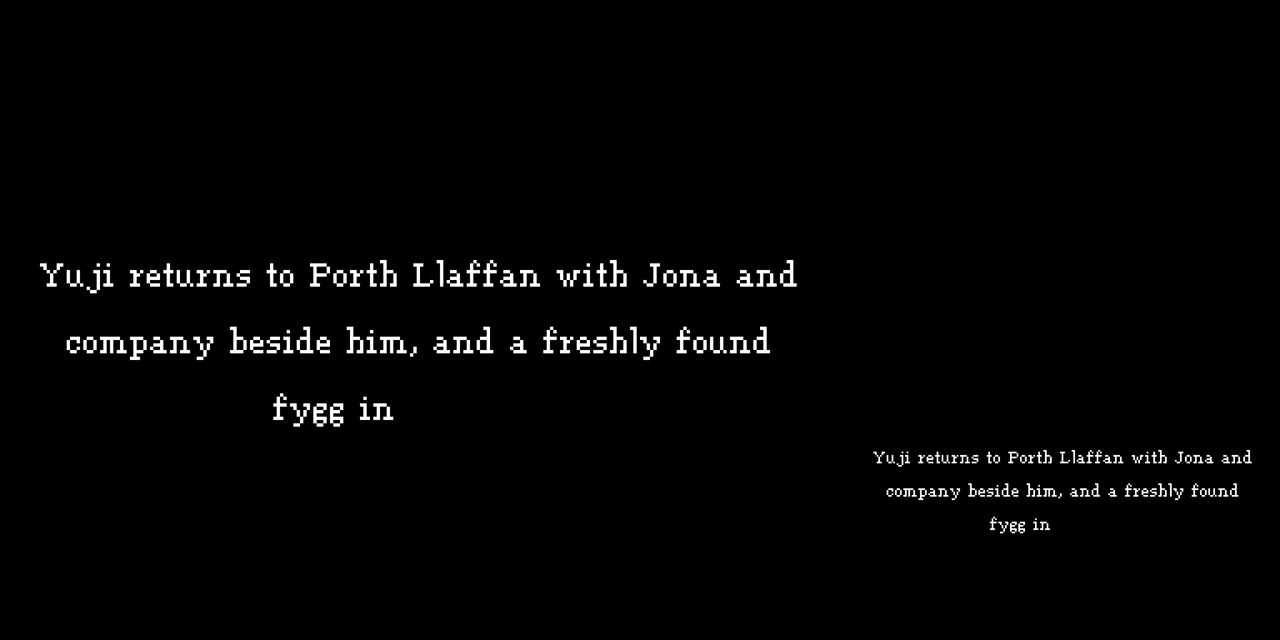 Yuji returns to Porth Llaffan with Jona and
company beside him, and a freshly found
fygg in
Yuji returns to Porth Llaffan with Jona and
company beside him, and a freshly found
fygg in